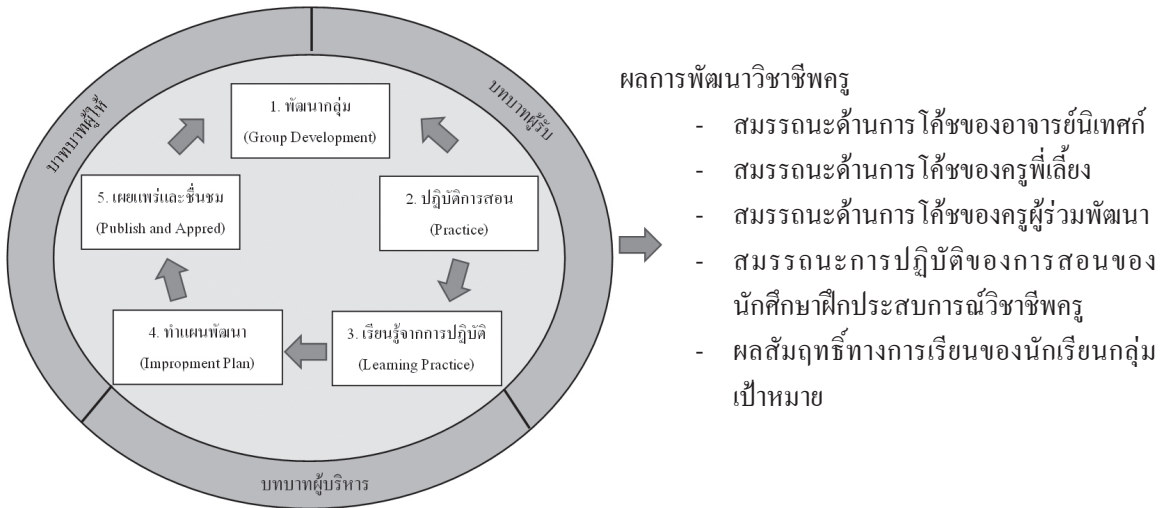 บาทบาทผู้ให้
บทบาทผู้รับ
1. พัฒนากลุ่ม
(Group Development)
2. ปฏิบัติการสอน
(Practice)
3. เรียนรู้จากการปฏิบัติ
(Learning Practice)
4. ทำแผนพัฒนา
(Impropment Plan)
5. เผยแพร่และชื่นชม
(Publish and Appred)
บทบาทผู้บริหาร
ผลการพัฒนาวิชาชีพครู
- สมรรถนะด้านการโค้ชของอาจารย์นิเทศก์
- สมรรถนะด้านการโค้ชของครูพี่เลี้ยง
- สมรรถนะด้านการโค้ชของครูผู้ร่วมพัฒนา
- สมรรถนะการปฏิบัติของการสอนของ
นักศึกษาฝึกประสบการณ์วิชาชีพครู
- ผลสัมฤทธิ์ทางการเรียนของนักเรียนกลุ่ม
เป้าหมาย